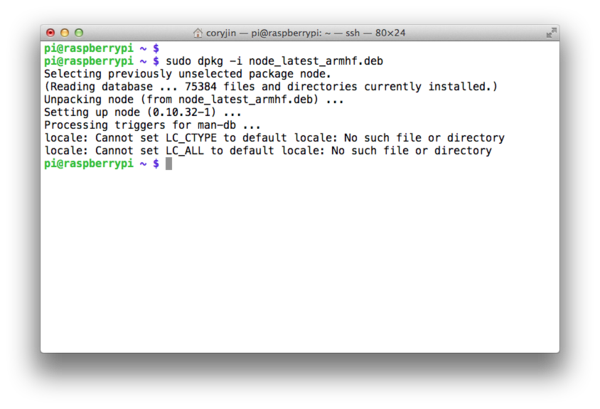 coryjin — pi@raspberrypi: ~ — ssh — 80×24
pi@raspberrypi ~ $
pi@raspberrypi ~ $ sudo dpkg -i node_latest_armhf.deb
Selecting previously unselected package node.
(Reading database ... 75384 files and directories currently installed.)
Unpacking node (from node_latest_armhf.deb) ...
Setting up node (0.10.32-1) ...
Processing triggers for man-db ...
locale: Cannot set LC_CTYPE to default locale: No such file or directory
locale: Cannot set LC_ALL to default locale: No such file or directory
pi@raspberrypi ~ $